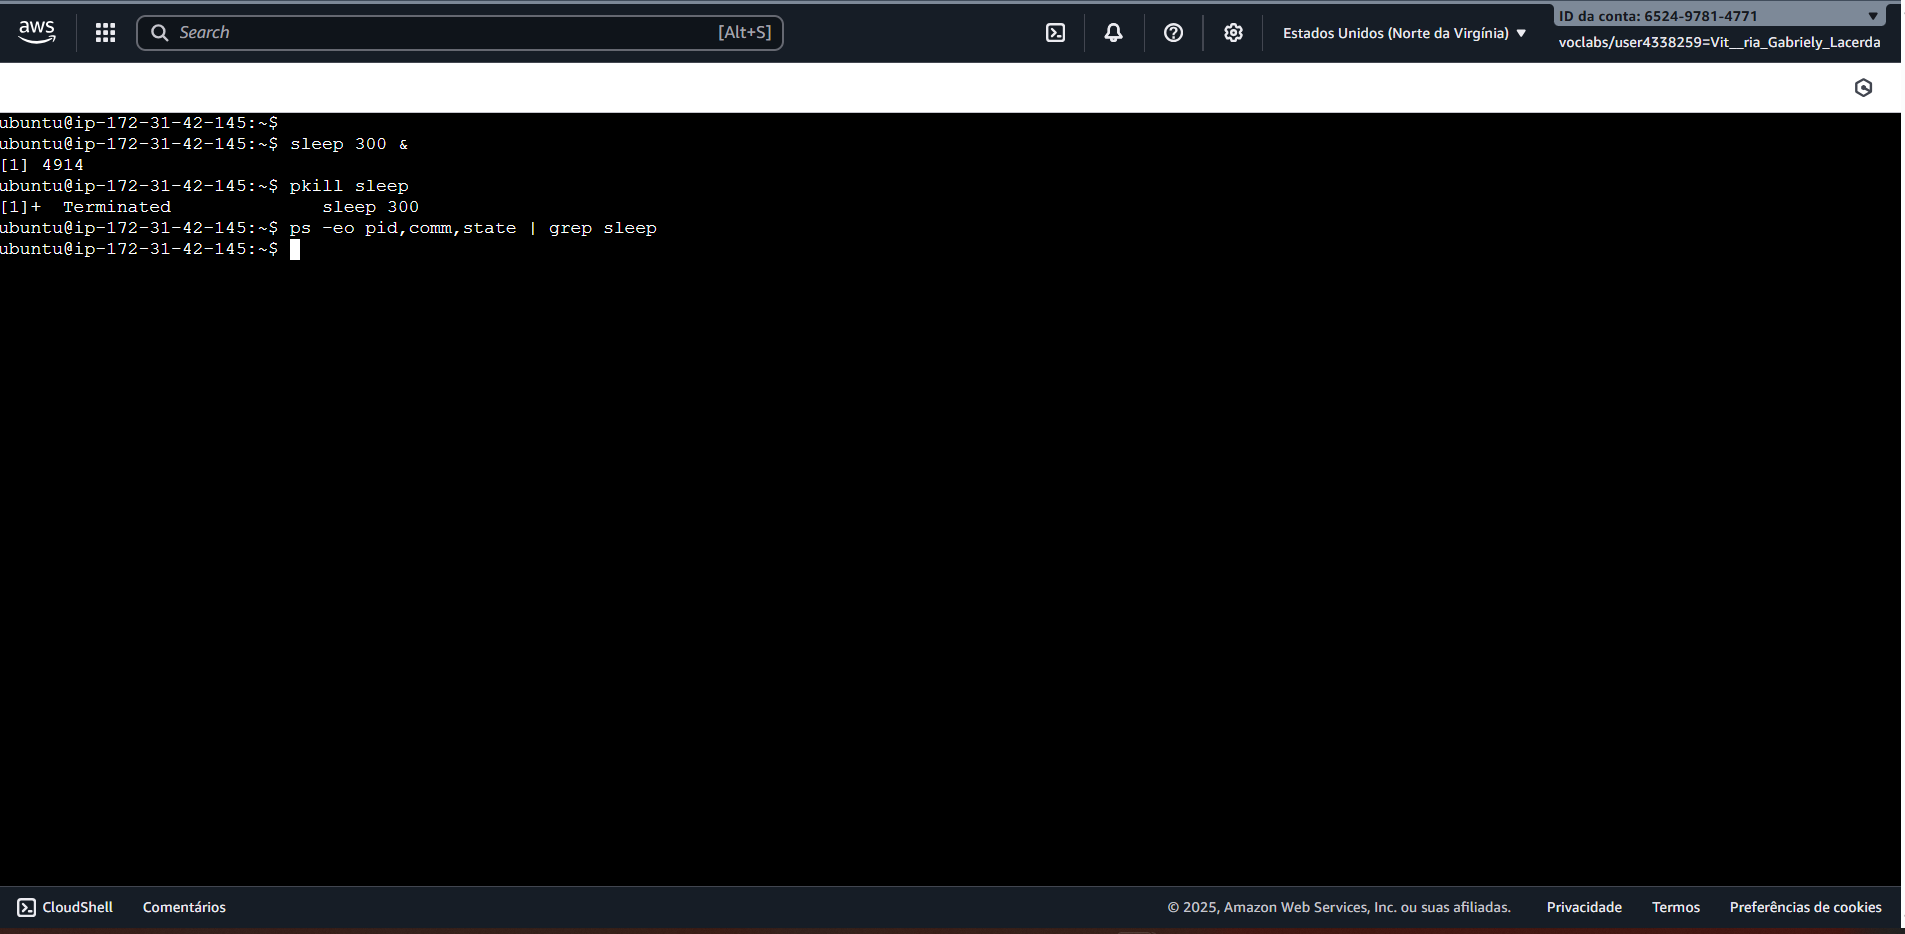 aws
Search [Alt+S]
Estados Unidos (Norte da Virgínia) ▼
ID da conta: 6524-9781-4771 ▼
voclabs/user4338259=Vit__ria_Gabriely_Lacerda
ubuntu@ip-172-31-42-145:~$
ubuntu@ip-172-31-42-145:~$ sleep 300 &
[1] 4914
ubuntu@ip-172-31-42-145:~$ pkill sleep
[1]+  Terminated              sleep 300
ubuntu@ip-172-31-42-145:~$ ps -eo pid,comm,state | grep sleep
ubuntu@ip-172-31-42-145:~$
CloudShell Comentários © 2025, Amazon Web Services, Inc. ou suas afiliadas. Privacidade Termos Preferências de cookies